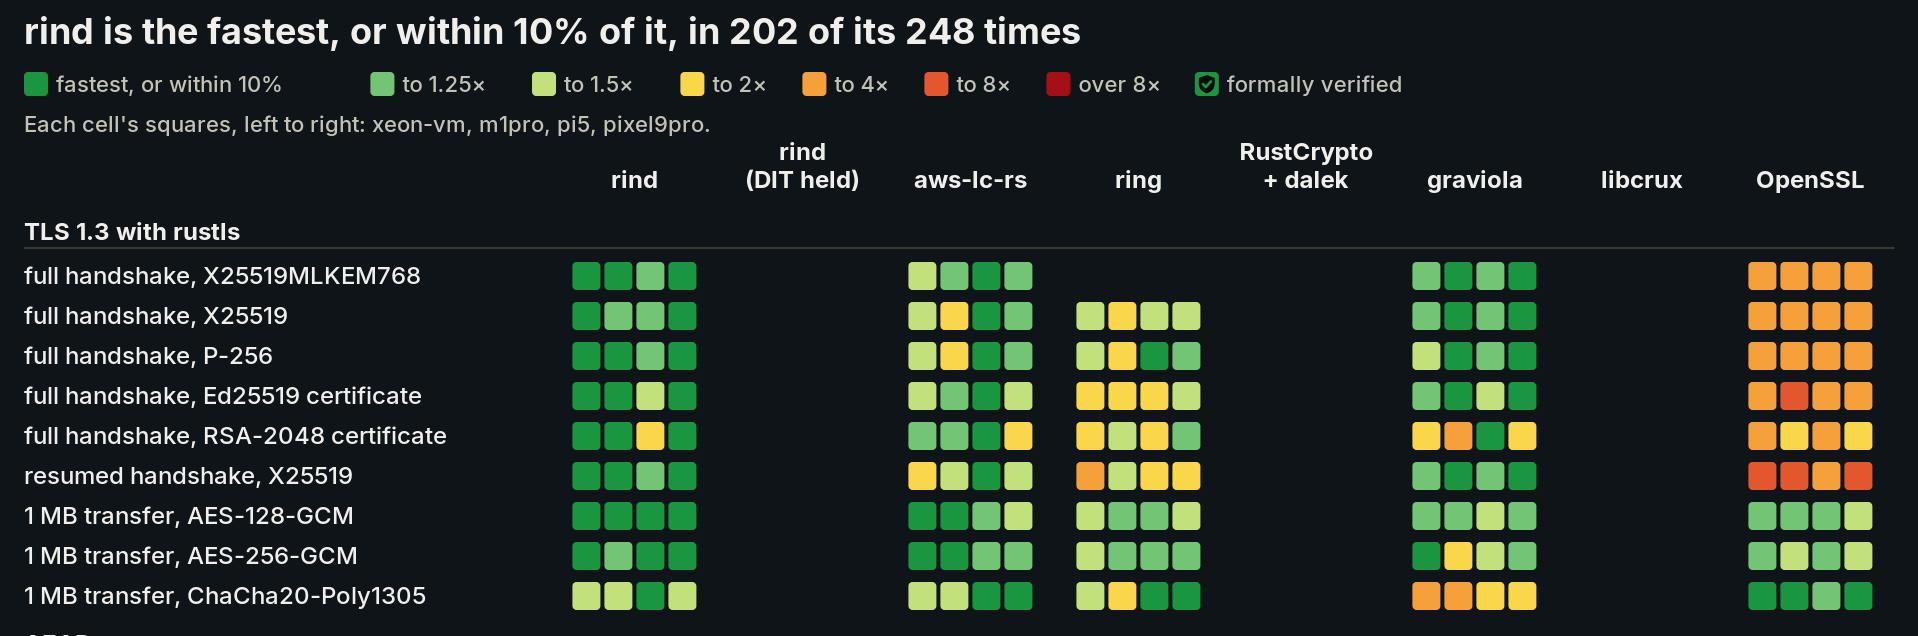 rind is the fastest, or within 10% of it, in 202 of its 248 times
fastest, or within 10% to 1.25× to 1.5× to 2× to 4× to 8× over 8× formally verified
Each cell's squares, left to right: xeon-vm, m1pro, pi5, pixel9pro.
rind rind (DIT held) aws-lc-rs ring RustCrypto + dalek graviola libcrux OpenSSL
TLS 1.3 with rustls
full handshake, X25519MLKEM768
full handshake, X25519
full handshake, P-256
full handshake, Ed25519 certificate
full handshake, RSA-2048 certificate
resumed handshake, X25519
1 MB transfer, AES-128-GCM
1 MB transfer, AES-256-GCM
1 MB transfer, ChaCha20-Poly1305